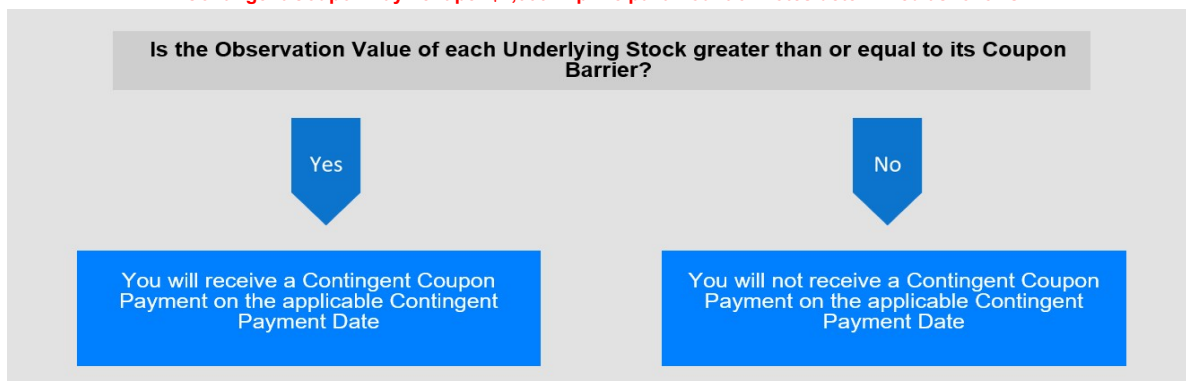 Is the Observation Value of each Underlying Stock greater than or equal to its Coupon
Barrier?
Yes
No
You will receive a Contingent Coupon
Payment on the applicable Contingent
Payment Date
You will not receive a Contingent Coupon
Payment on the applicable Contingent
Payment Date